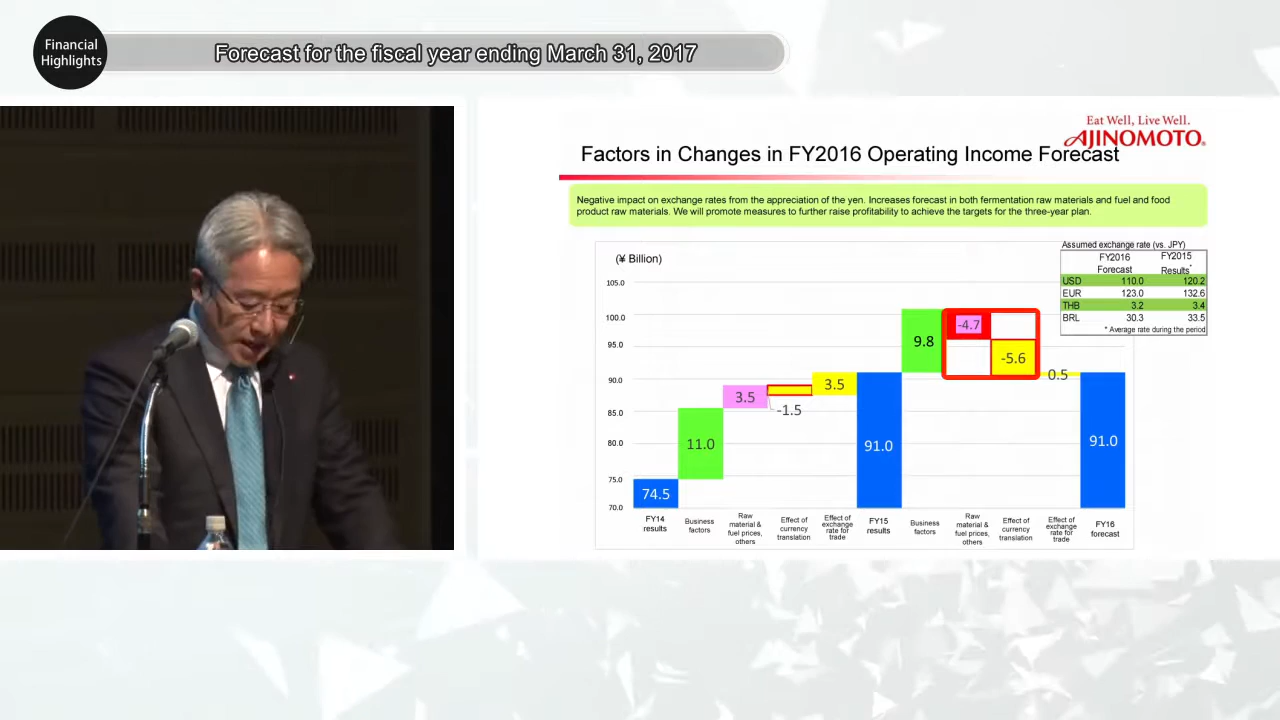 Financial
Highlights
Forecast for the fiscal year ending March 31, 2017
Eat Well, Live Well.
AJINOMOTO®
Factors in Changes in FY2016 Operating Income Forecast
Negative impact on exchange rates from the appreciation of the yen. Increases forecast in both fermentation raw materials and fuel and food
product raw materials. We will promote measures to further raise profitability to achieve the targets for the three-year plan.
Assumed exchange rate (vs. JPY)
FY2016 Forecast FY2015 Results*
USD 110.0 120.2
EUR 123.0 132.6
THB 3.2 3.4
BRL 30.3 33.5
* Average rate during the period
(¥ Billion)
105.0
100.0
95.0
90.0
85.0
80.0
75.0
70.0
74.5
11.0
3.5
-1.5
3.5
91.0
9.8
-4.7
-5.6
0.5
91.0
FY14
results
Business
factors
Raw
material &
fuel prices,
others
Effect of
currency
translation
Effect of
exchange
rate for
trade
FY15
results
Business
factors
Raw
material &
fuel prices,
others
Effect of
currency
translation
Effect of
exchange
rate for
trade
FY16
forecast